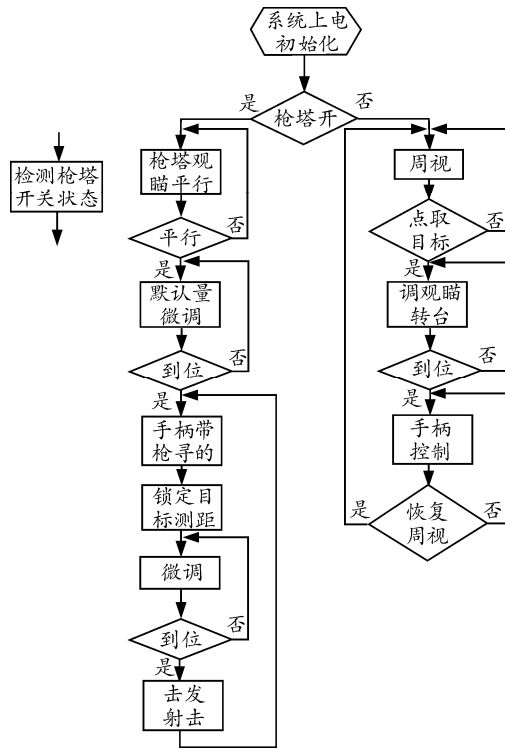 系统上电
初始化
是
枪塔开
否
检测枪塔
开关状态
枪塔观
瞄平行
平行
否
是
默认量
微调
到位
否
是
手柄带
枪寻的
锁定目
标测距
微调
到位
否
是
击发
射击
周视
点取
目标
否
是
调观瞄
转台
到位
否
是
手柄
控制
是
恢复
周视
否